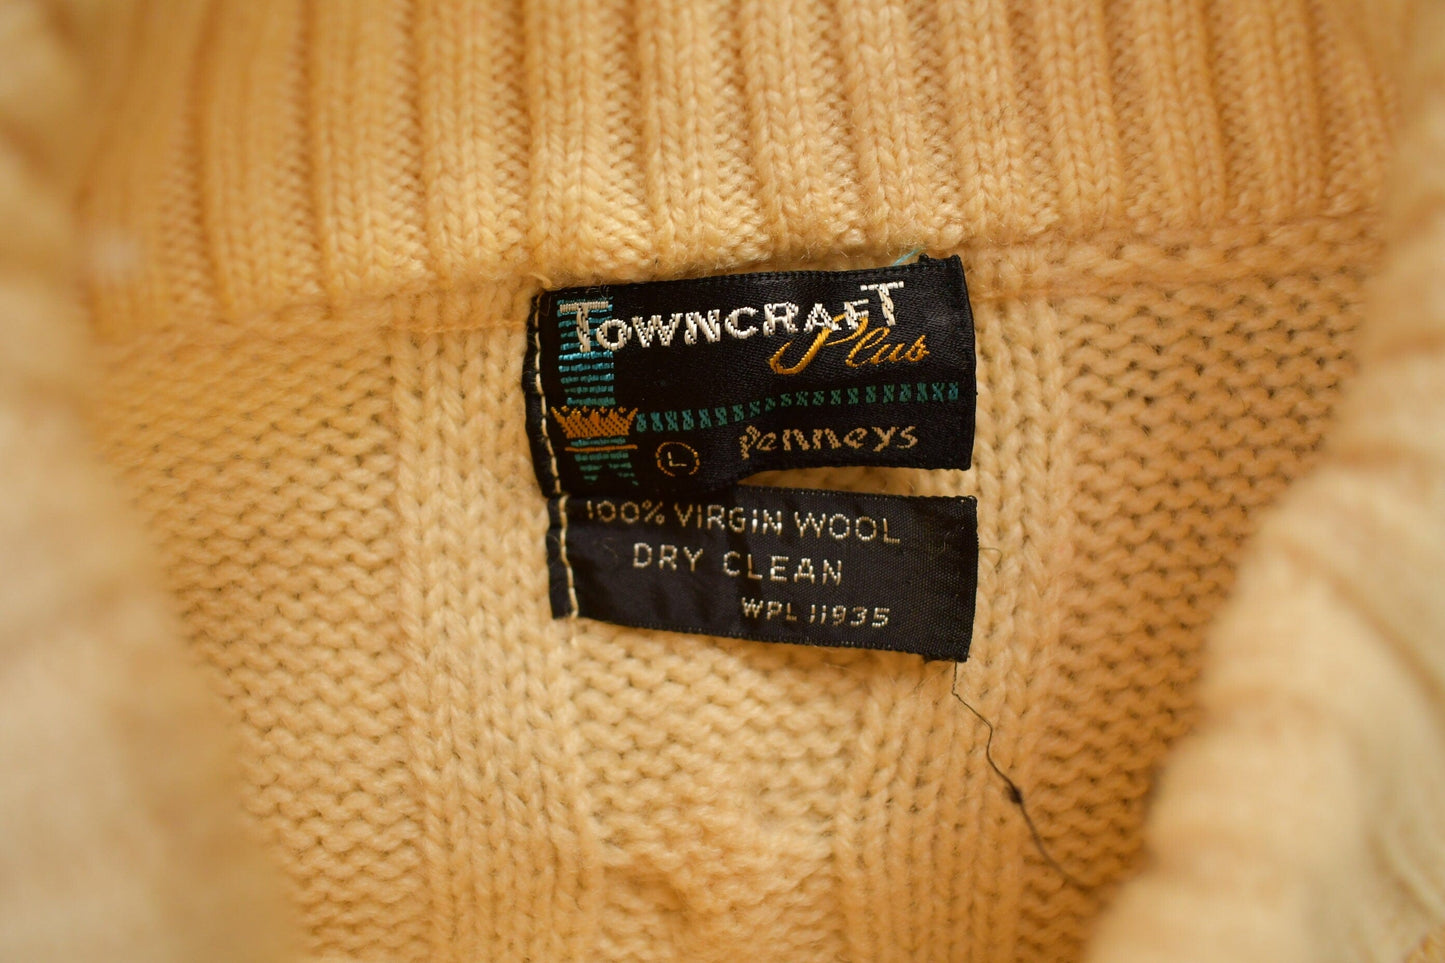 TOWNCRAFT
Plus
L penneys
100% VIRGIN WOOL
DRY CLEAN
WPL 11935